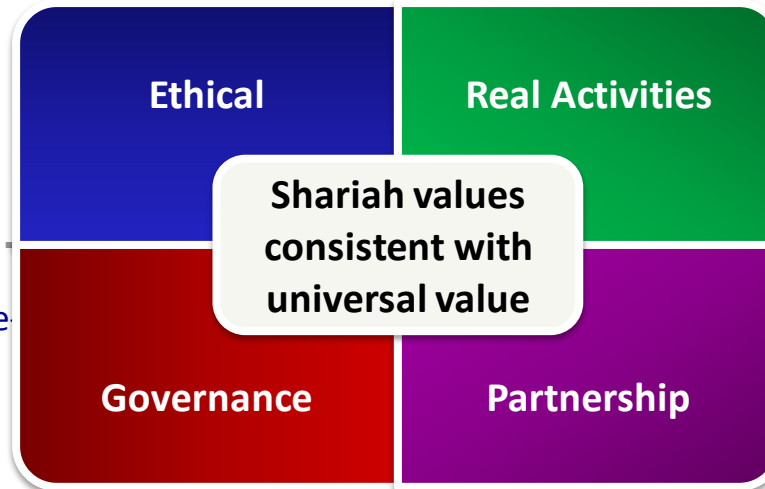 Ethical
Real Activities
Shariah values
consistent with
universal value
e-
Governance
Partnership